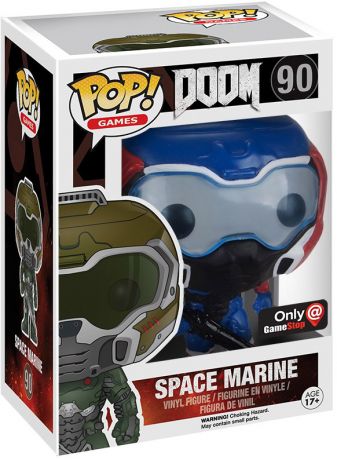 POP!
GAMES
DOOM
90
Only @
GameStop
SPACE MARINE
VINYL FIGURE / FIGURINE EN VINYLE /
FIGURA DE VINIL
WARNING! Choking Hazard.
May contain small parts.
AGE
17+
SPACE MARINE
90